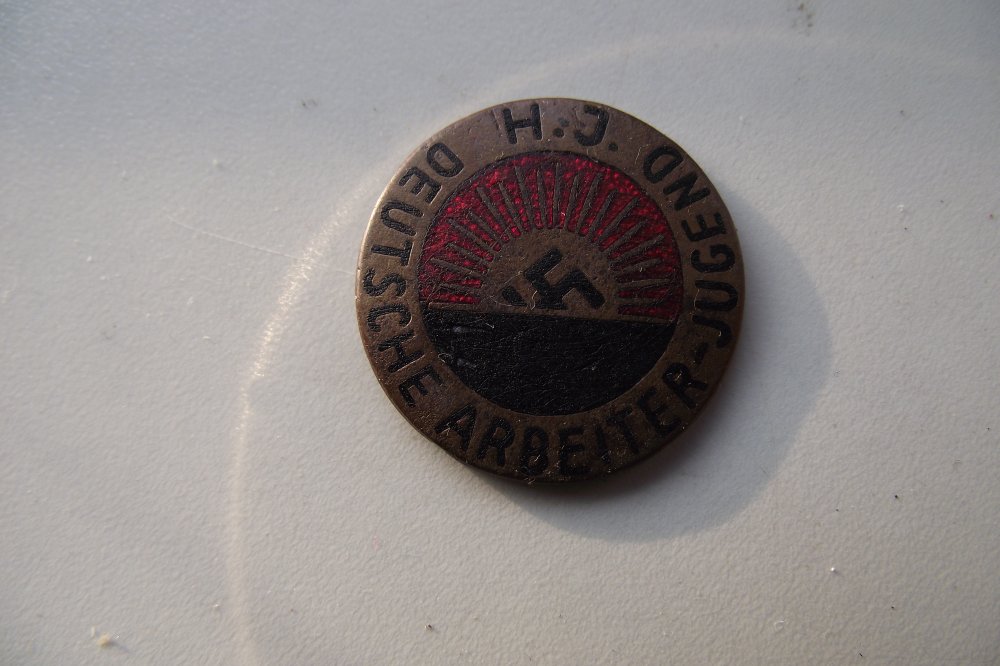 H.J.
DEUTSCHE ARBEITER-JUGEND